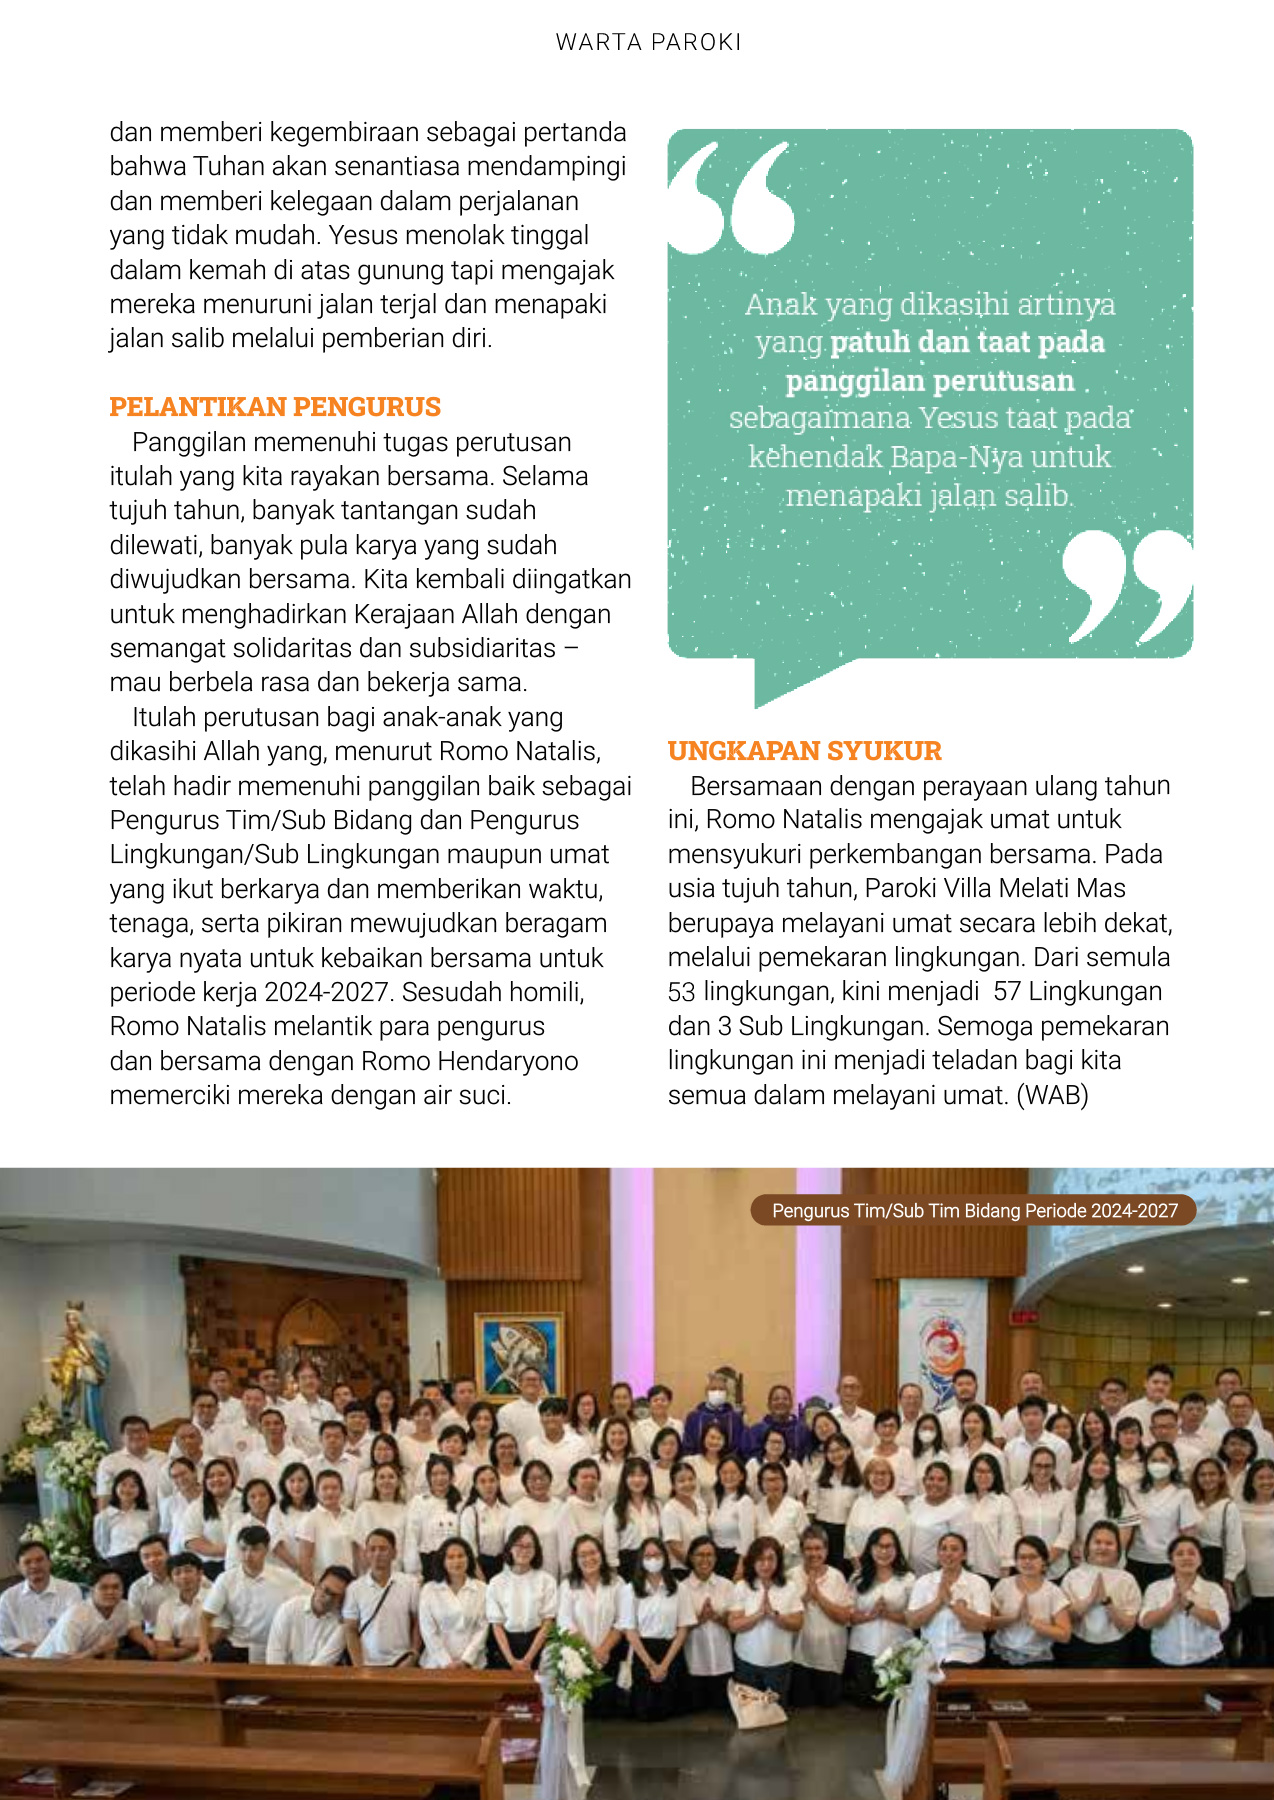 WARTA PAROKI
dan memberi kegembiraan sebagai pertanda
bahwa Tuhan akan senantiasa mendampingi
dan memberi kelegaan dalam perjalanan
yang tidak mudah. Yesus menolak tinggal
dalam kemah di atas gunung tapi mengajak
mereka menuruni jalan terjal dan menapaki
jalan salib melalui pemberian diri.
PELANTIKAN PENGURUS
Panggilan memenuhi tugas perutusan
itulah yang kita rayakan bersama. Selama
tujuh tahun, banyak tantangan sudah
dilewati, banyak pula karya yang sudah
diwujudkan bersama. Kita kembali diingatkan
untuk menghadirkan Kerajaan Allah dengan
semangat solidaritas dan subsidiaritas –
mau berbela rasa dan bekerja sama.
Itulah perutusan bagi anak-anak yang
dikasihi Allah yang, menurut Romo Natalis,
telah hadir memenuhi panggilan baik sebagai
Pengurus Tim/Sub Bidang dan Pengurus
Lingkungan/Sub Lingkungan maupun umat
yang ikut berkarya dan memberikan waktu,
tenaga, serta pikiran mewujudkan beragam
karya nyata untuk kebaikan bersama untuk
periode kerja 2024-2027. Sesudah homili,
Romo Natalis melantik para pengurus
dan bersama dengan Romo Hendaryono
memerciki mereka dengan air suci.
Anak yang dikasihi artinya
yang patuh dan taat pada
panggilan perutusan
sebagaimana Yesus taat pada
kehendak Bapa-Nya untuk
menapaki jalan salib.
UNGKAPAN SYUKUR
Bersamaan dengan perayaan ulang tahun
ini, Romo Natalis mengajak umat untuk
mensyukuri perkembangan bersama. Pada
usia tujuh tahun, Paroki Villa Melati Mas
berupaya melayani umat secara lebih dekat,
melalui pemekaran lingkungan. Dari semula
53 lingkungan, kini menjadi  57 Lingkungan
dan 3 Sub Lingkungan. Semoga pemekaran
lingkungan ini menjadi teladan bagi kita
semua dalam melayani umat. (WAB)
Pengurus Tim/Sub Tim Bidang Periode 2024-2027